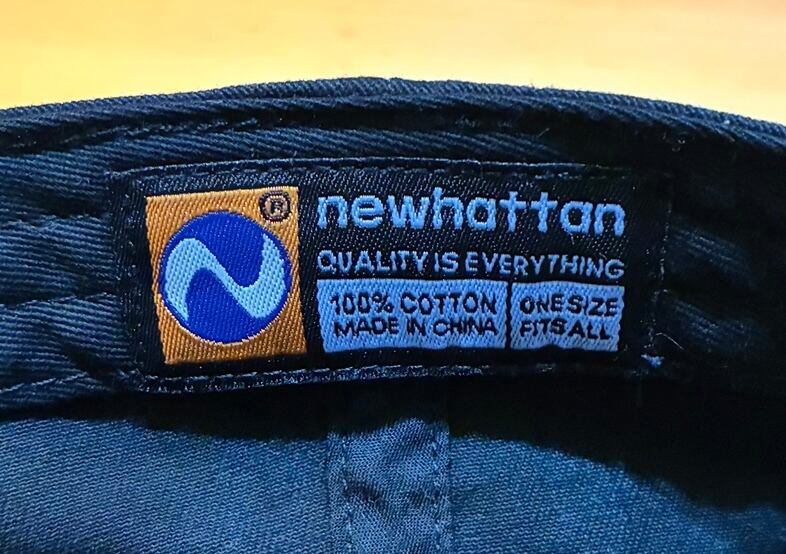 ®
newhattan
QUALITY IS EVERYTHING
100% COTTON
MADE IN CHINA
ONE SIZE
FITS ALL